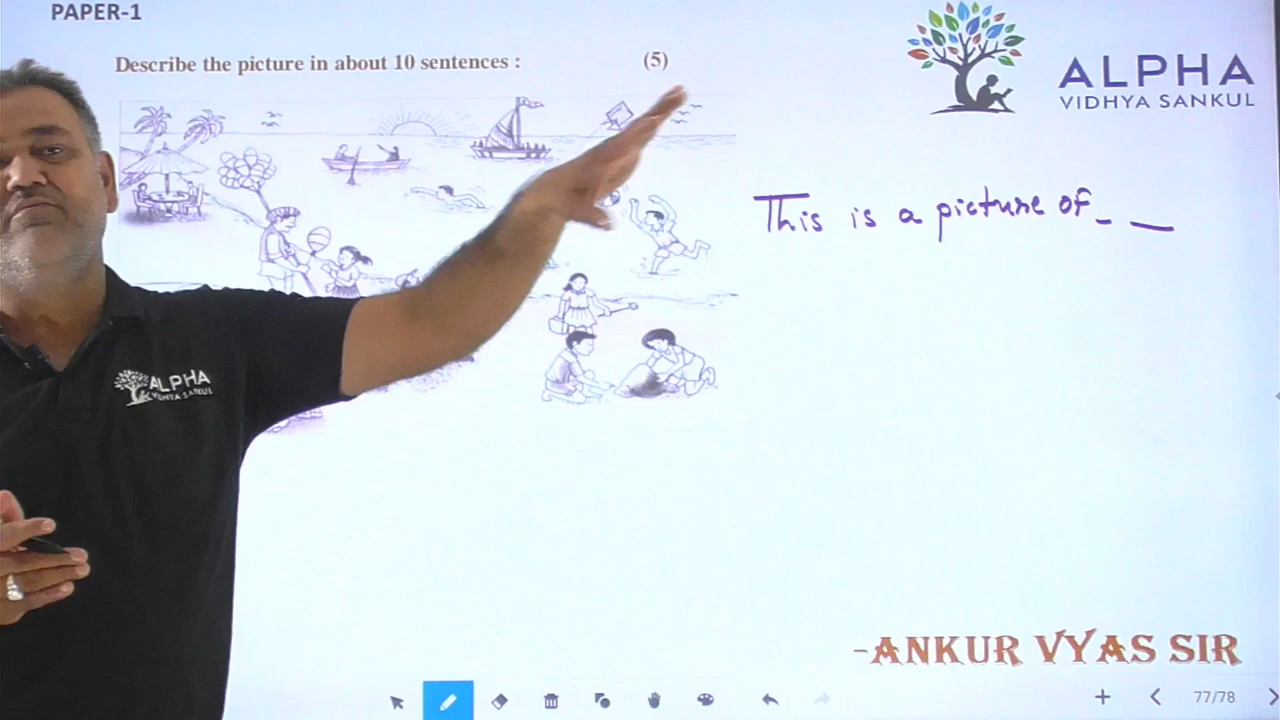 PAPER-1
Describe the picture in about 10 sentences : (5)
ALPHA
VIDHYA SANKUL
This is a picture of - -
ALPHA
VIDHYA SANKUL
-ANKUR VYAS SIR
77/78